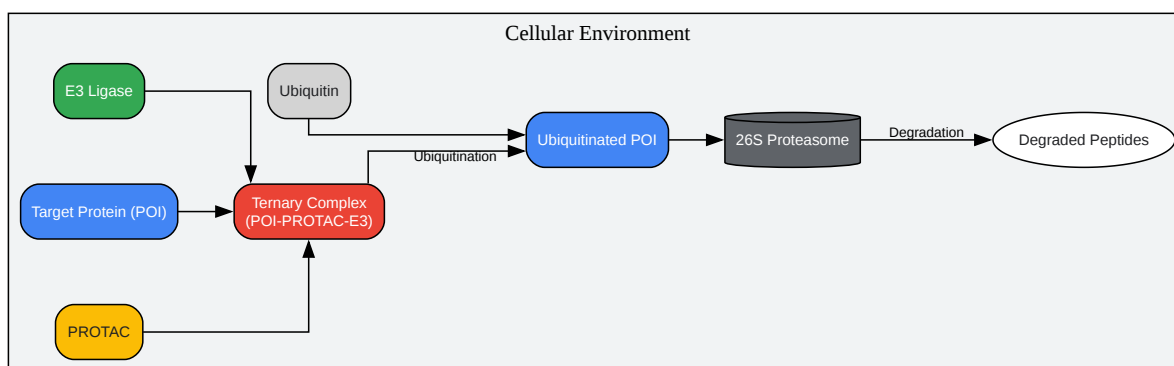 Cellular Environment
E3 Ligase
Ubiquitin
Ubiquitinated POI
26S Proteasome
Degradation
Degraded Peptides
Ubiquitination
Target Protein (POI)
Ternary Complex
(POI-PROTAC-E3)
PROTAC